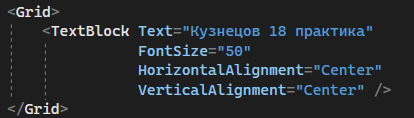 <Grid>
<TextBlock Text="Кузнецов 18 практика"
FontSize="50"
HorizontalAlignment="Center"
VerticalAlignment="Center" />
</Grid>